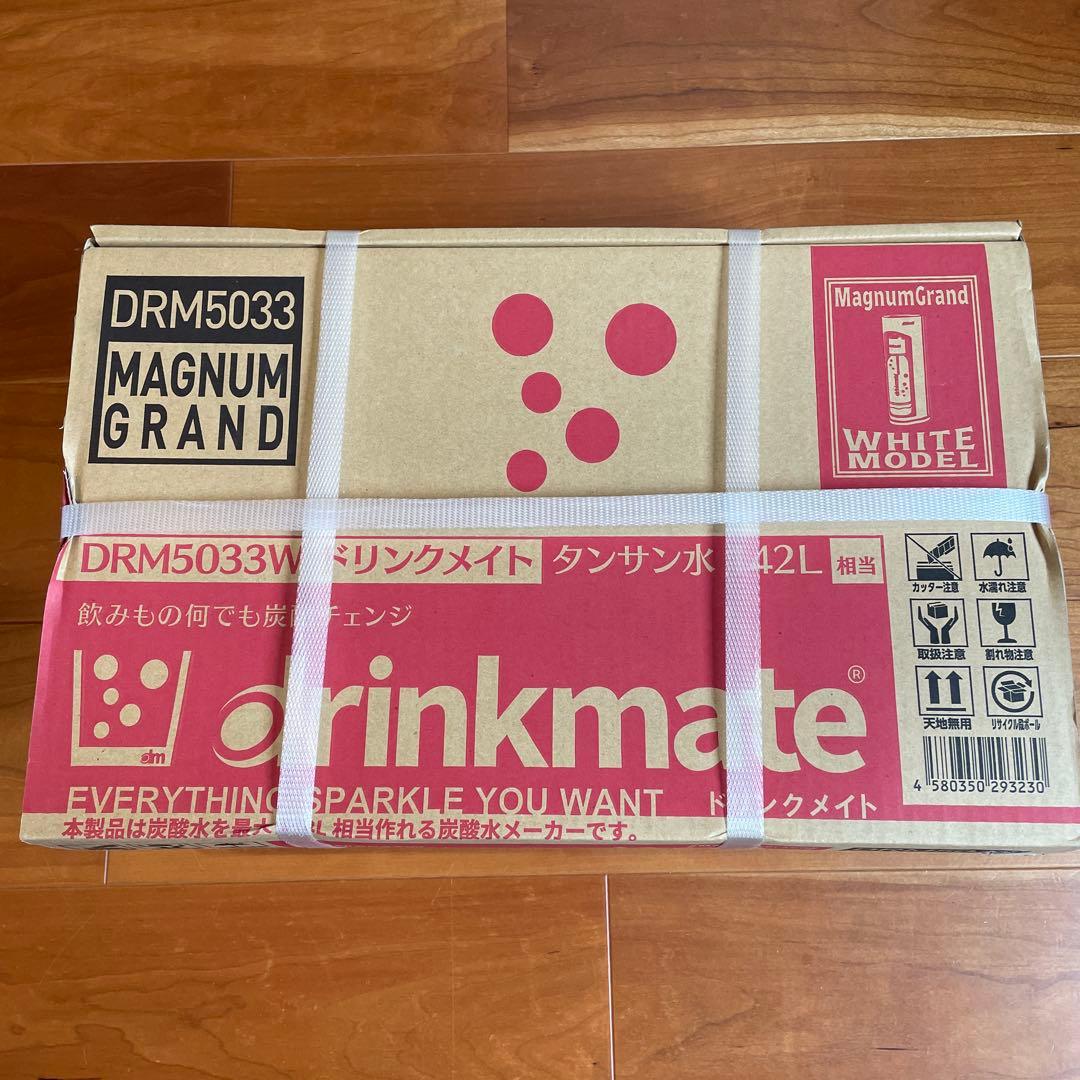 DRM5033
MAGNUM
GRAND
MagnumGrand
WHITE
MODEL
DRM5033W ドリンクメイト タンサン水 42L 相当
飲みもの何でも炭 チェンジ
drinkmate®
dm
EVERYTHING SPARKLE YOU WANT ド ンクメイト
本製品は炭酸水を最大 L 相当作れる炭酸水メーカーです。
カッター注意 水濡れ注意
取扱注意 割れ物注意
天地無用 リサイクル段ボール
4 580350 293230